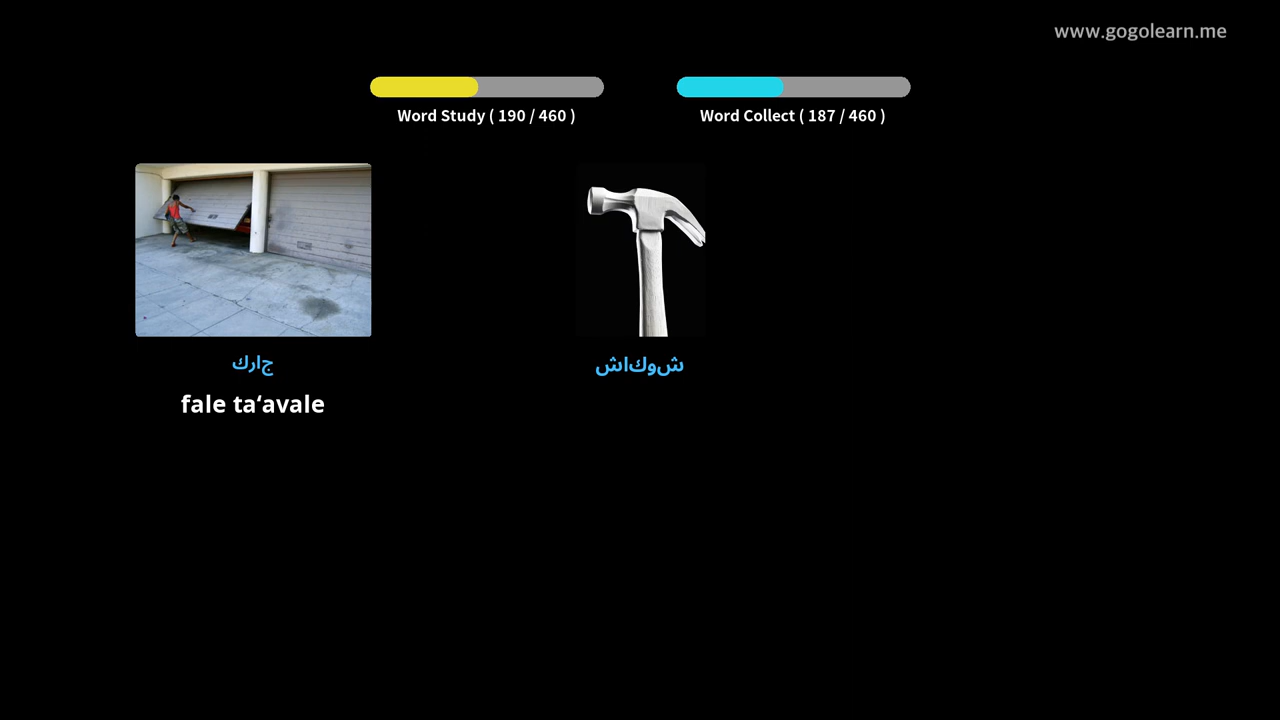 www.gogolearn.me
Word Study ( 190 / 460 )
Word Collect ( 187 / 460 )
جارك
شوكاش
fale ta‘avale